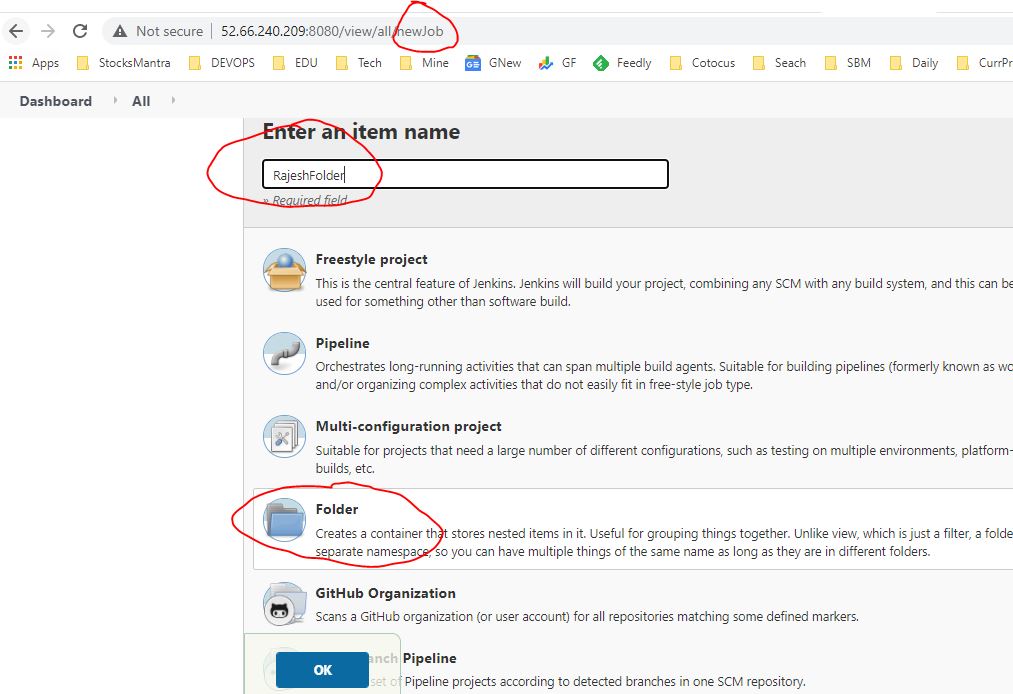 Not secure | 52.66.240.209:8080/view/all/newJob
Apps StocksMantra DEVOPS EDU Tech Mine GNew GF Feedly Cotocus Seach SBM Daily CurrPr
Dashboard All
Enter an item name
RajeshFolder
» Required field
Freestyle project
This is the central feature of Jenkins. Jenkins will build your project, combining any SCM with any build system, and this can be
used for something other than software build.
Pipeline
Orchestrates long-running activities that can span multiple build agents. Suitable for building pipelines (formerly known as wo
and/or organizing complex activities that do not easily fit in free-style job type.
Multi-configuration project
Suitable for projects that need a large number of different configurations, such as testing on multiple environments, platform-
builds, etc.
Folder
Creates a container that stores nested items in it. Useful for grouping things together. Unlike view, which is just a filter, a folde
separate namespace, so you can have multiple things of the same name as long as they are in different folders.
GitHub Organization
Scans a GitHub organization (or user account) for all repositories matching some defined markers.
anch Pipeline
OK
set of Pipeline projects according to detected branches in one SCM repository.